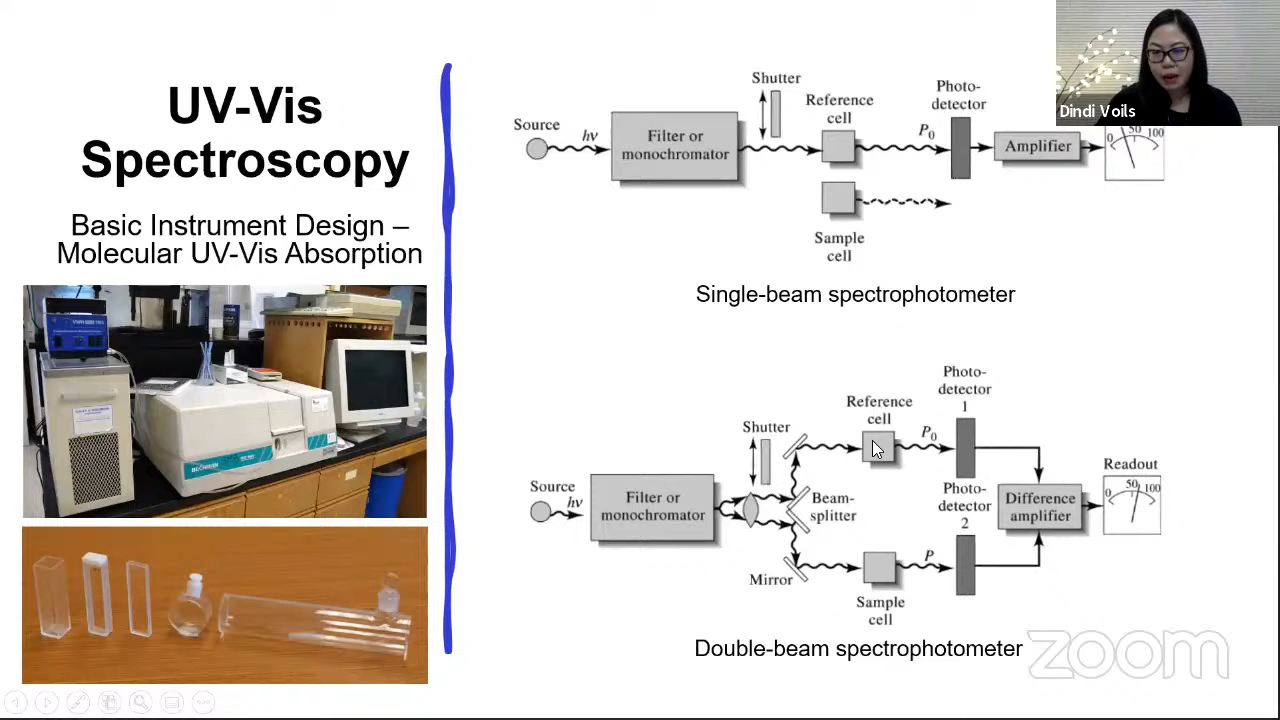 UV-Vis
Spectroscopy
Basic Instrument Design –
Molecular UV-Vis Absorption
Shutter
Source
hν
Filter or
monochromator
Reference
cell
P₀
Photo-
detector
Amplifier
0 50 100
Sample
cell
Single-beam spectrophotometer
Source
hν
Filter or
monochromator
Shutter
Beam-
splitter
Mirror
Reference
cell
P₀
Photo-
detector
1
Photo-
detector
2
Sample
cell
P
Difference
amplifier
Readout
0 50 100
Double-beam spectrophotometer
Dindi Voils
zoom